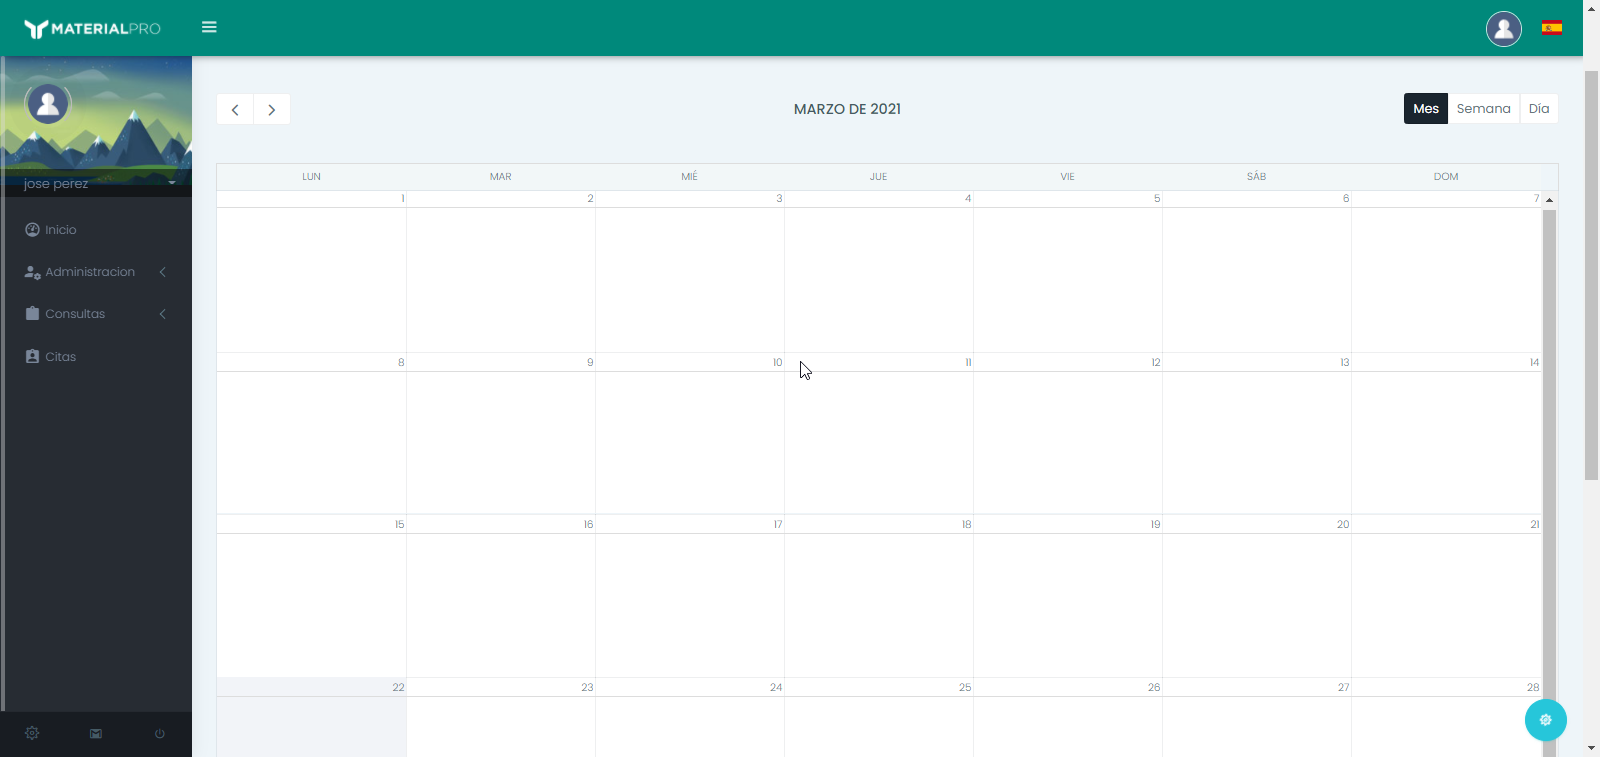 MATERIALPRO
jose perez
Inicio
Administracion
Consultas
Citas
MARZO DE 2021
Mes Semana Día
LUN MAR MIÉ JUE VIE SÁB DOM
1 2 3 4 5 6 7
8 9 10 11 12 13 14
15 16 17 18 19 20 21
22 23 24 25 26 27 28